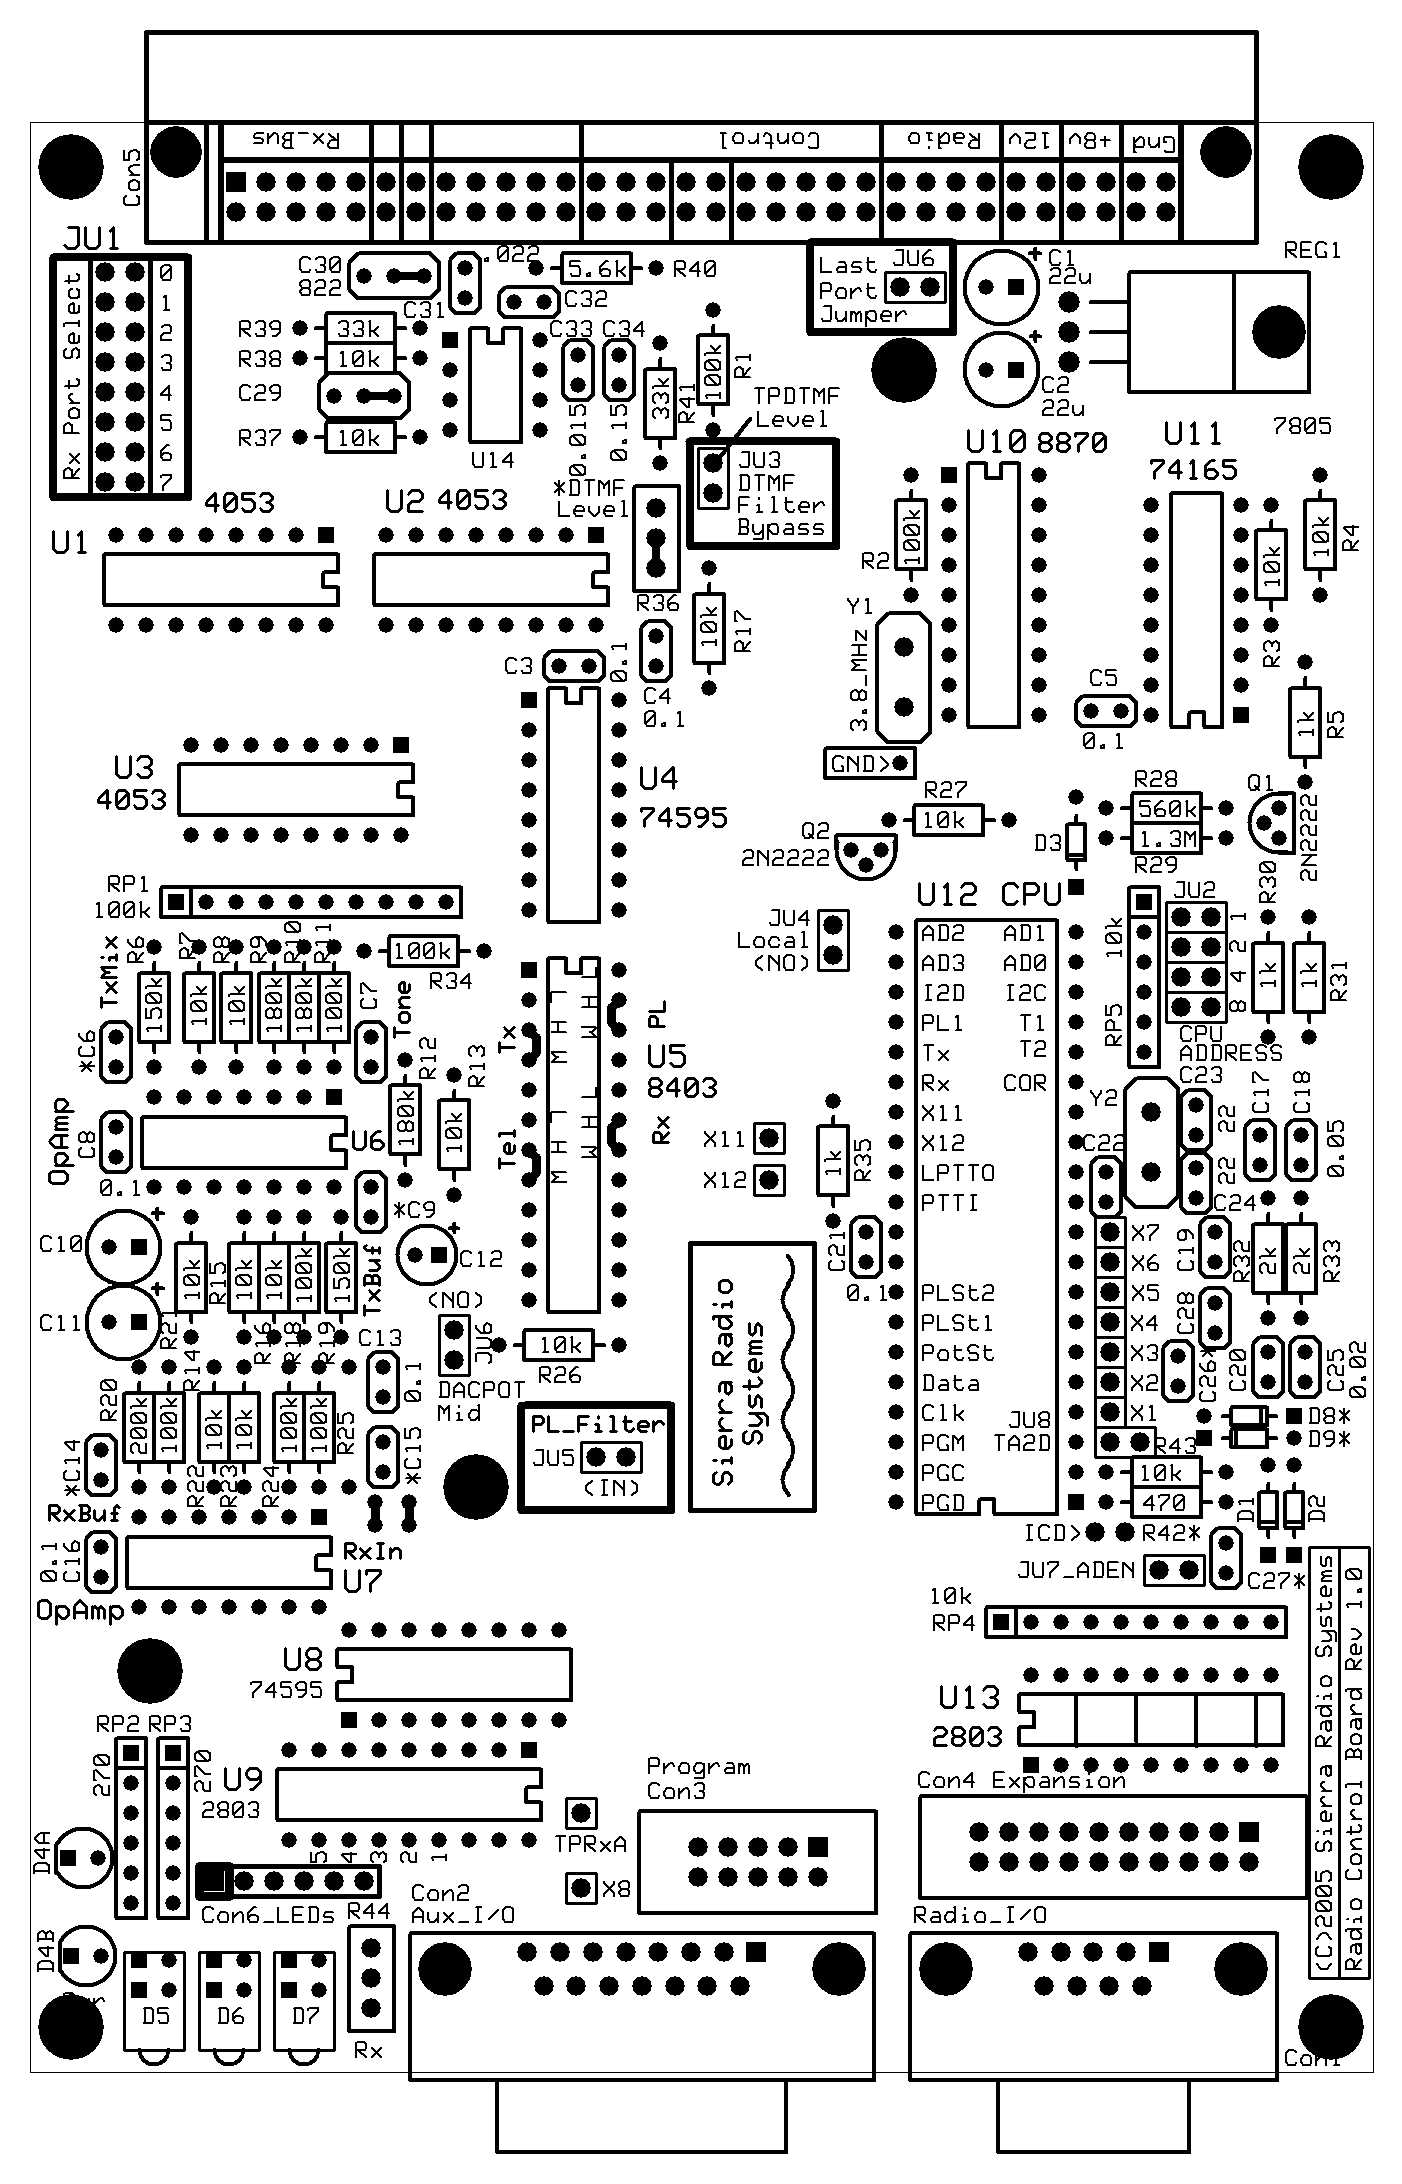 Rx_Bus
Control
Radio
12v
+8v
Gnd
Con5
JU1
Rx Port Select
0
1
2
3
4
5
6
7
C30
822
C31
.022
5.6k
R40
C32
R39
33k
R38
10k
C29
R37
10k
U14
C33
0.015
C34
0.15
33k
R41
100k
R1
TPDTMF
Level
JU3
DTMF
Filter
Bypass
*DTMF
Level
R36
Last
Port
Jumper
JU6
C1
22u
C2
22u
REG1
7805
U1
4053
U2 4053
U10 8870
U11
74165
R2
100k
10k
R3
10k
R4
Y1
3.8_MHz
GND>
10k
R17
C3
0.1
C4
0.1
C5
0.1
1k
R5
U3
4053
U4
74595
R27
10k
Q2
2N2222
D3
R28
560k
1.3M
R29
Q1
2N2222
RP1
100k
R6
R7
R8
R9
R10
R11
100k
R34
TxMix
150k
10k
10k
180k
180k
100k
C7
Tone
*C6
R12
180k
R13
10k
Tx
PL
U5
8403
Tel
Rx
L
H
M
L
H
M
L
H
M
L
H
M
JU4
Local
(NO)
U12 CPU
AD2 AD1
AD3 AD0
I2D I2C
PL1 T1
Tx T2
Rx COR
X11
X12
LPTTO
PTTI
PLSt2
PLSt1
PotSt
Data
Clk
PGM TA2D
PGC
PGD
JU8
10k
RP5
JU2
1
2
4
8
CPU
ADDRESS
R30
1k
1k
R31
Y2
C23
22
C22
22
C24
C17
C18
0.05
OpAmp
C8
0.1
U6
*C9
C10
C11
C12
10k
R15
10k
10k
100k
150k
TxBuf
R21
R14
R16
R18
R19
(NO)
JU6
DACPOT
Mid
10k
R26
C13
0.1
X11
X12
1k
R35
C21
0.1
Sierra Radio
Systems
X7
X6
X5
X4
X3
X2
X1
C19
R32
2k
2k
R33
C28
C26*
C20
C25
0.02
D8*
D9*
R43
10k
470
R42*
D1
D2
ICD>
JU7_ADEN
C27*
R20
200k
100k
10k
10k
100k
100k
R25
R22
R23
R24
*C14
*C15
PL_Filter
JU5
(IN)
RxBuf
0.1
C16
RxIn
U7
OpAmp
10k
RP4
U8
74595
U13
2803
RP2
RP3
270
270
U9
2803
5
4
3
2
1
Program
Con3
Con4 Expansion
TPRxA
X8
D4A
D4B
Con6_LEDs
R44
Rx
Con2
Aux_I/O
Radio_I/O
D5
D6
D7
Con1
(C)2005 Sierra Radio Systems
Radio Control Board Rev 1.0